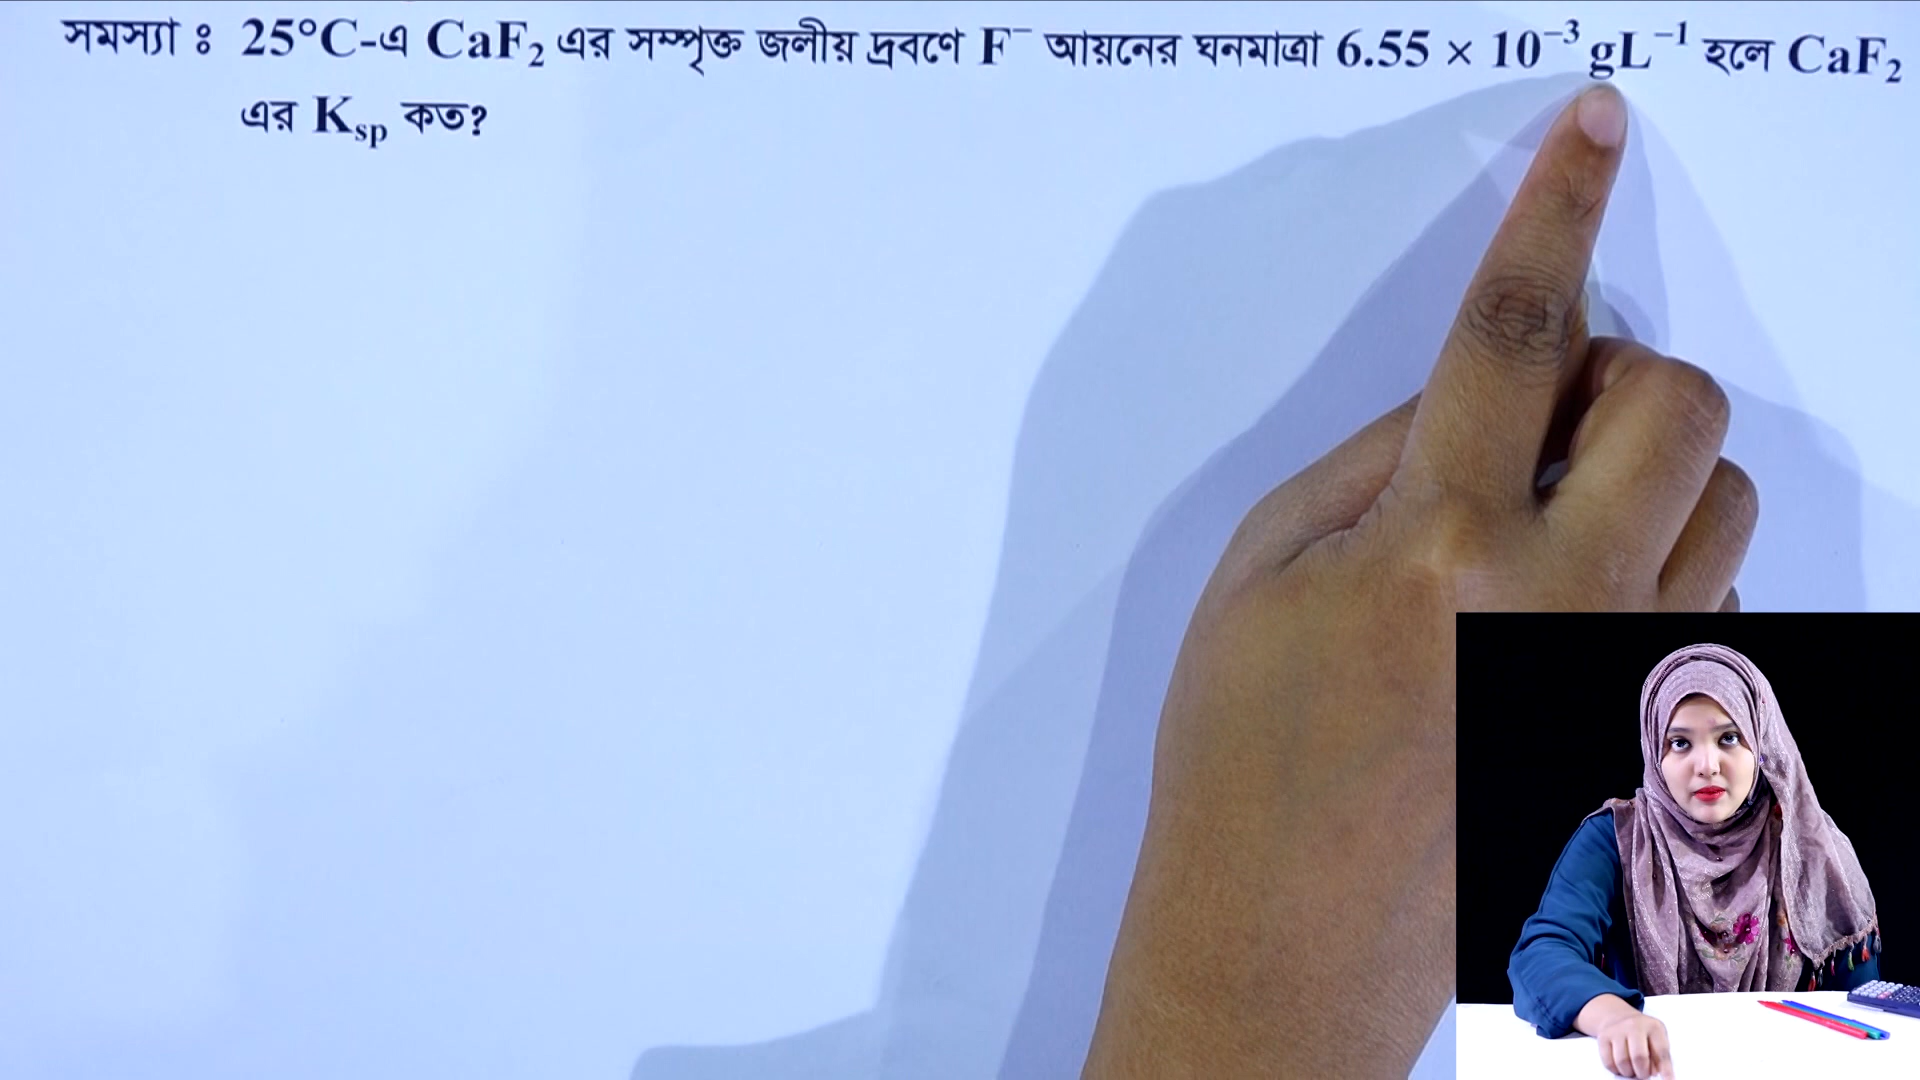 সমস্যা ঃ 25°C-এ CaF₂ এর সম্পৃক্ত জলীয় দ্রবণে F⁻ আয়নের ঘনমাত্রা 6.55 × 10⁻³ gL⁻¹ হলে CaF₂
এর Kₛₚ কত?